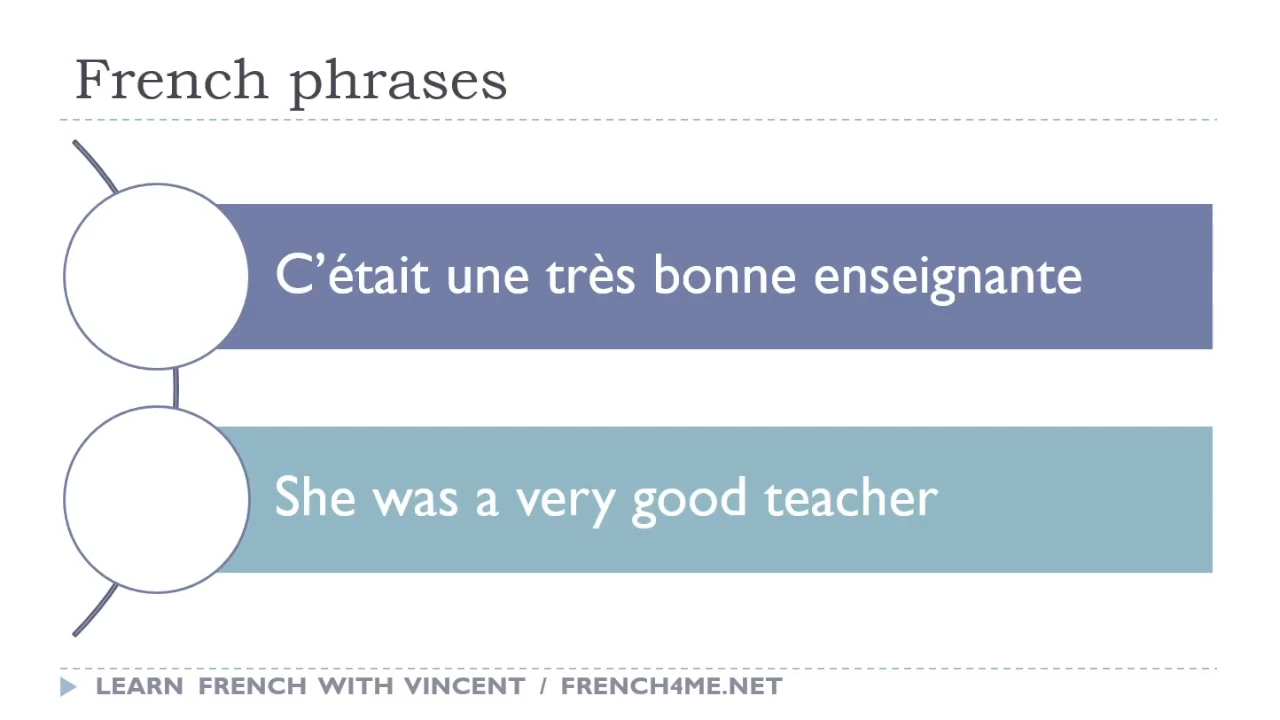 French phrases
C’était une très bonne enseignante
She was a very good teacher
LEARN FRENCH WITH VINCENT / FRENCH4ME.NET